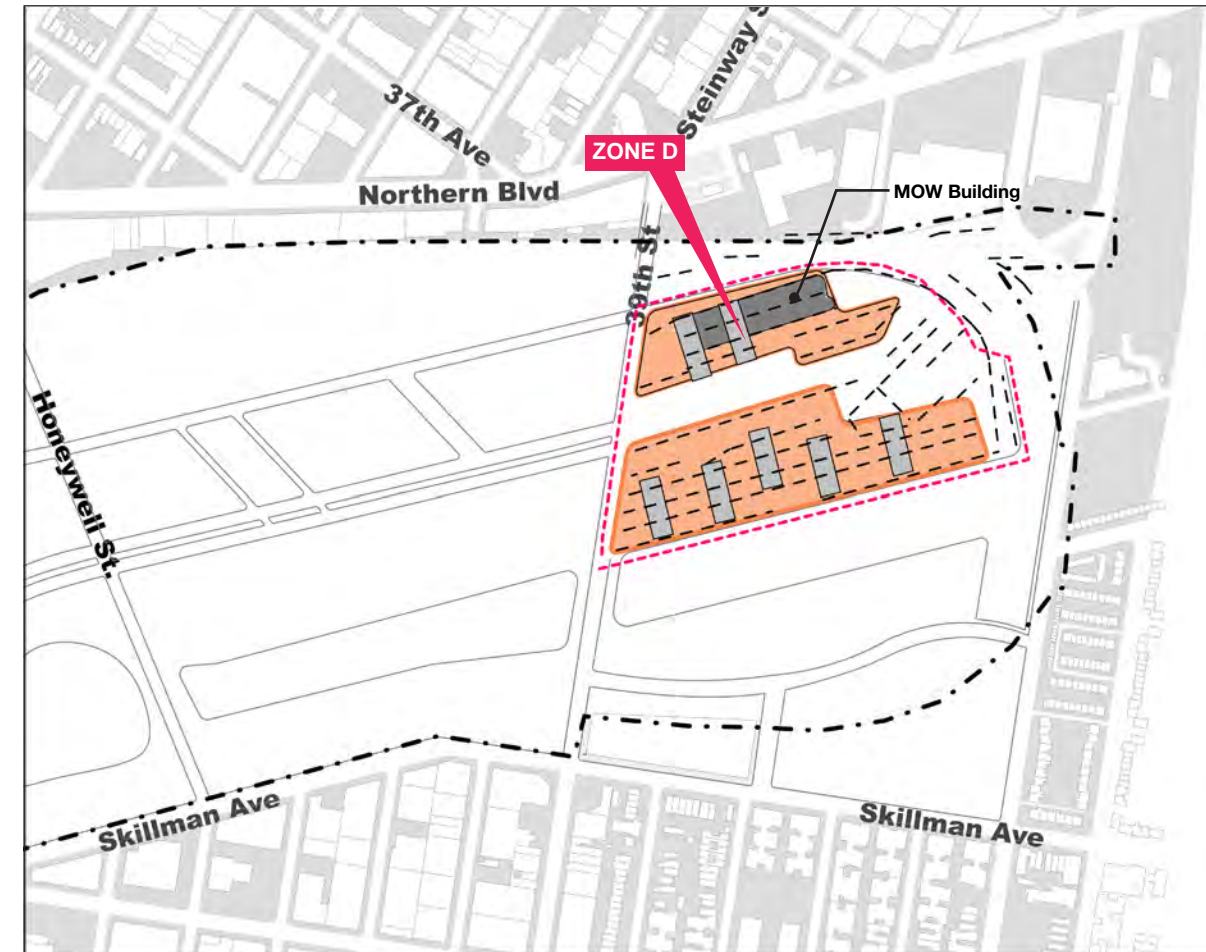 37th Ave
Steinway S
ZONE D
Northern Blvd
MOW Building
39th St
Honeywell St.
Skillman Ave
Skillman Ave